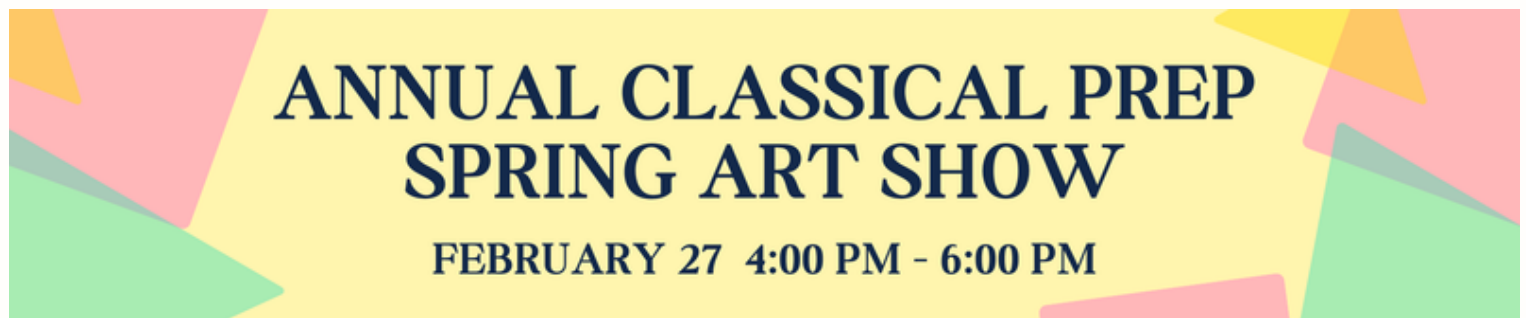 ANNUAL CLASSICAL PREP
SPRING ART SHOW
FEBRUARY 27 4:00 PM - 6:00 PM